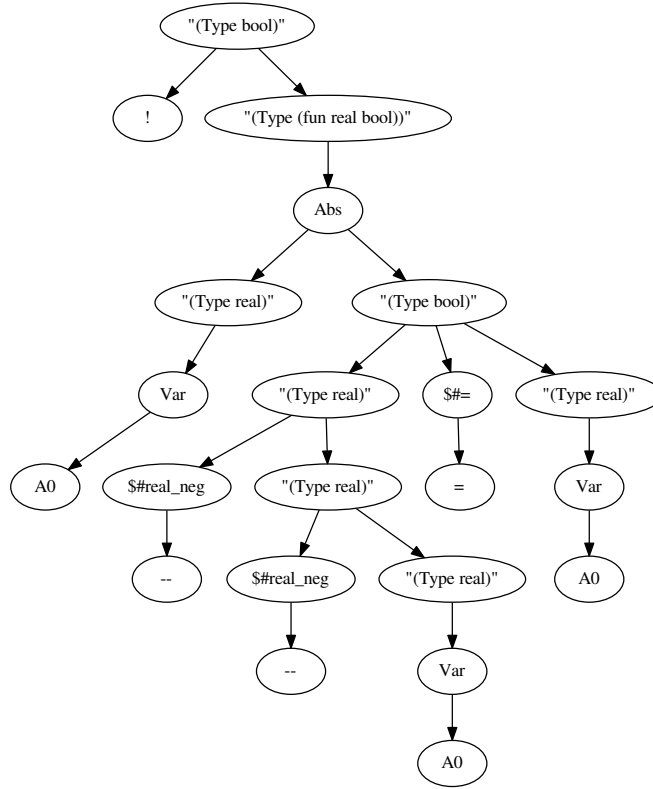 "(Type bool)"
!
"(Type (fun real bool))"
Abs
"(Type real)"
"(Type bool)"
Var
"(Type real)"
$#=
"(Type real)"
A0
$#real_neg
"(Type real)"
=
Var
--
$#real_neg
"(Type real)"
A0
--
Var
A0